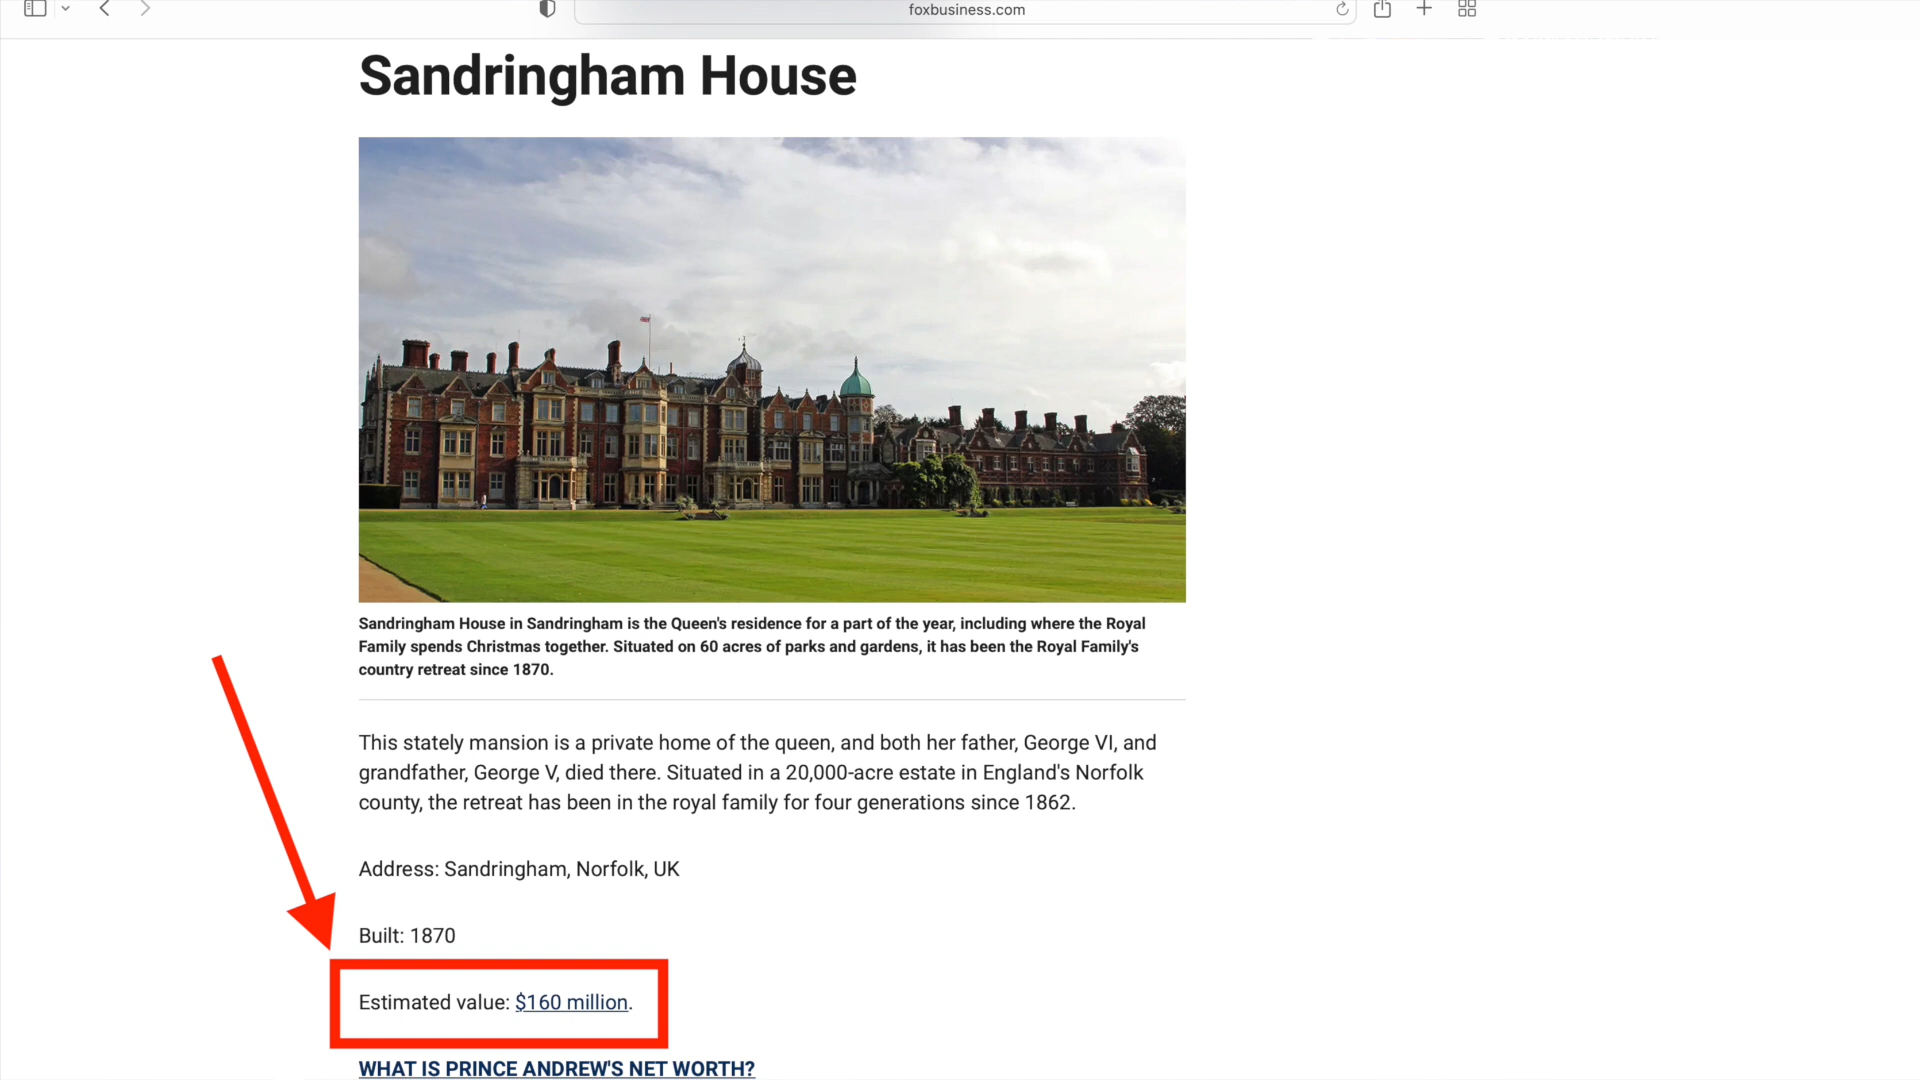 foxbusiness.com
Sandringham House
Sandringham House in Sandringham is the Queen's residence for a part of the year, including where the Royal
Family spends Christmas together. Situated on 60 acres of parks and gardens, it has been the Royal Family's
country retreat since 1870.
This stately mansion is a private home of the queen, and both her father, George VI, and
grandfather, George V, died there. Situated in a 20,000-acre estate in England's Norfolk
county, the retreat has been in the royal family for four generations since 1862.
Address: Sandringham, Norfolk, UK
Built: 1870
Estimated value: $160 million.
WHAT IS PRINCE ANDREW'S NET WORTH?